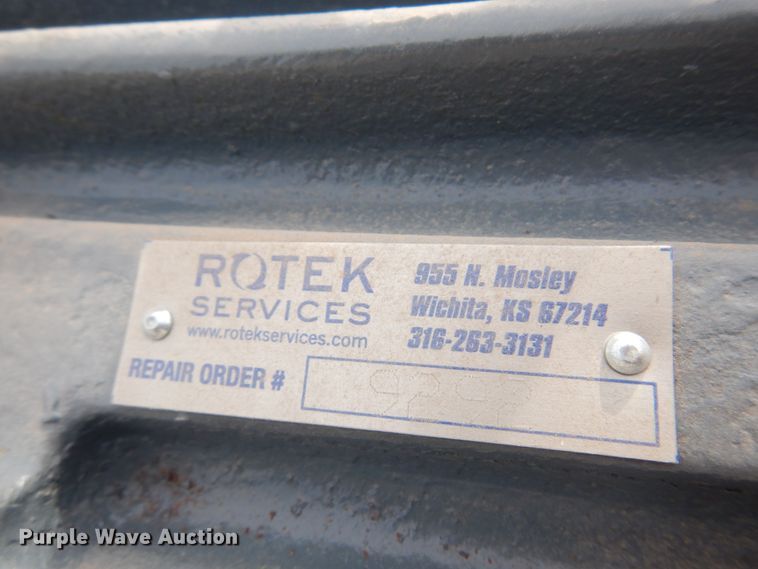 ROTEK
SERVICES
www.rotekservices.com
955 N. Mosley
Wichita, KS 67214
316-263-3131
REPAIR ORDER #
Purple Wave Auction